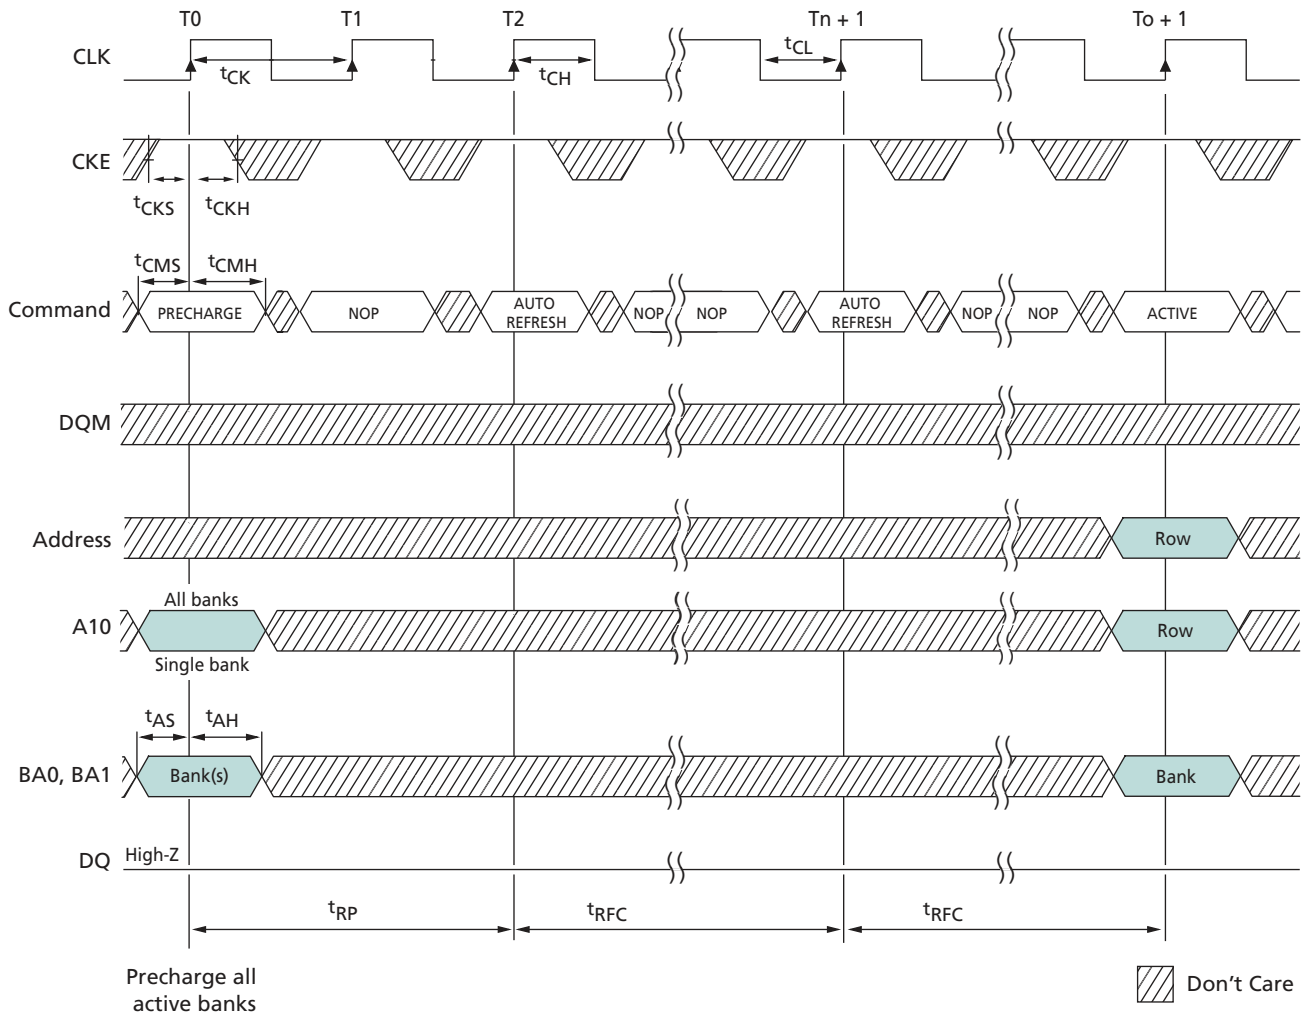 T0 T1 T2 Tn + 1 To + 1
CLK tCK tCH tCL
CKE
tCKS tCKH
tCMS tCMH
Command PRECHARGE NOP AUTO REFRESH NOP NOP AUTO REFRESH NOP NOP ACTIVE
DQM
Address Row
All banks
A10 Row
Single bank
tAS tAH
BA0, BA1 Bank(s) Bank
DQ High-Z
tRP tRFC tRFC
Precharge all
active banks
Don't Care